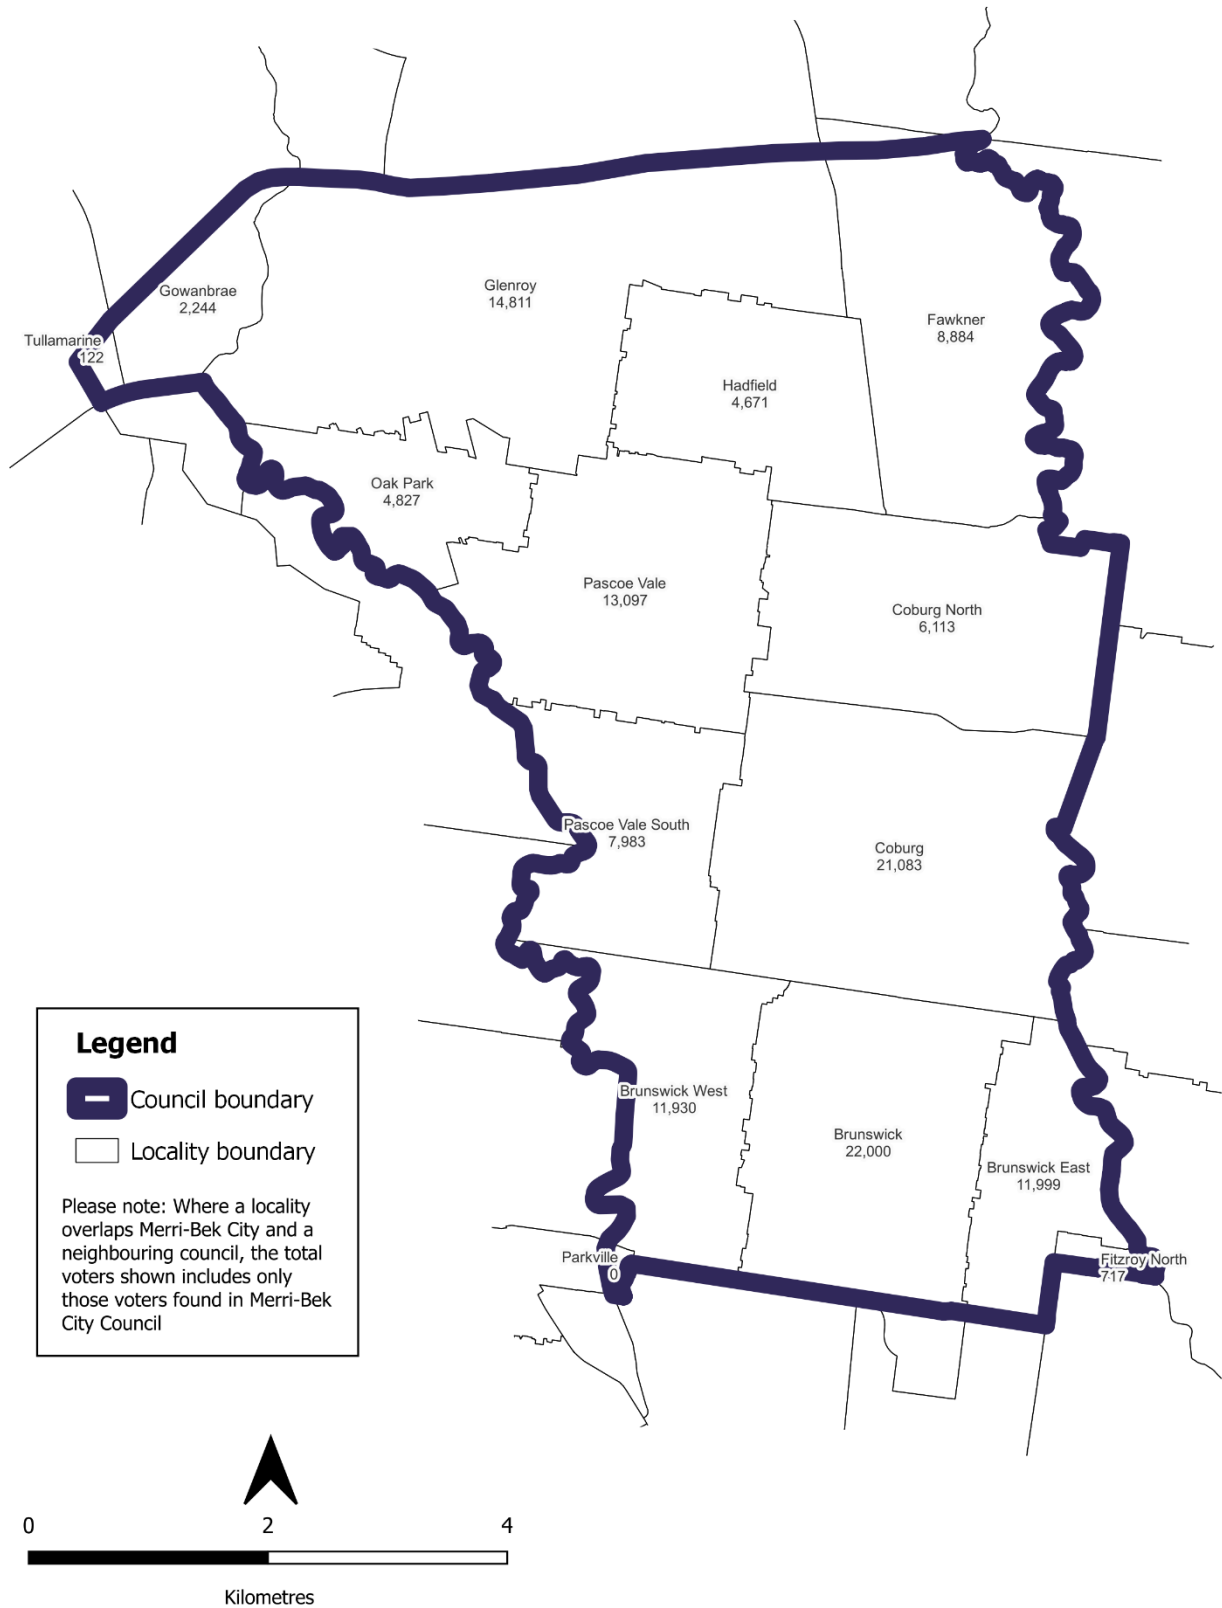 Gowanbrae
2,244
Glenroy
14,811
Fawkner
8,884
Tullamarine
122
Hadfield
4,671
Oak Park
4,827
Pascoe Vale
13,097
Coburg North
6,113
Pascoe Vale South
7,983
Coburg
21,083
Brunswick West
11,930
Brunswick
22,000
Brunswick East
11,999
Parkville
0
Fitzroy North
717
Legend
Council boundary
Locality boundary
Please note: Where a locality
overlaps Merri-Bek City and a
neighbouring council, the total
voters shown includes only
those voters found in Merri-Bek
City Council
0 2 4
Kilometres